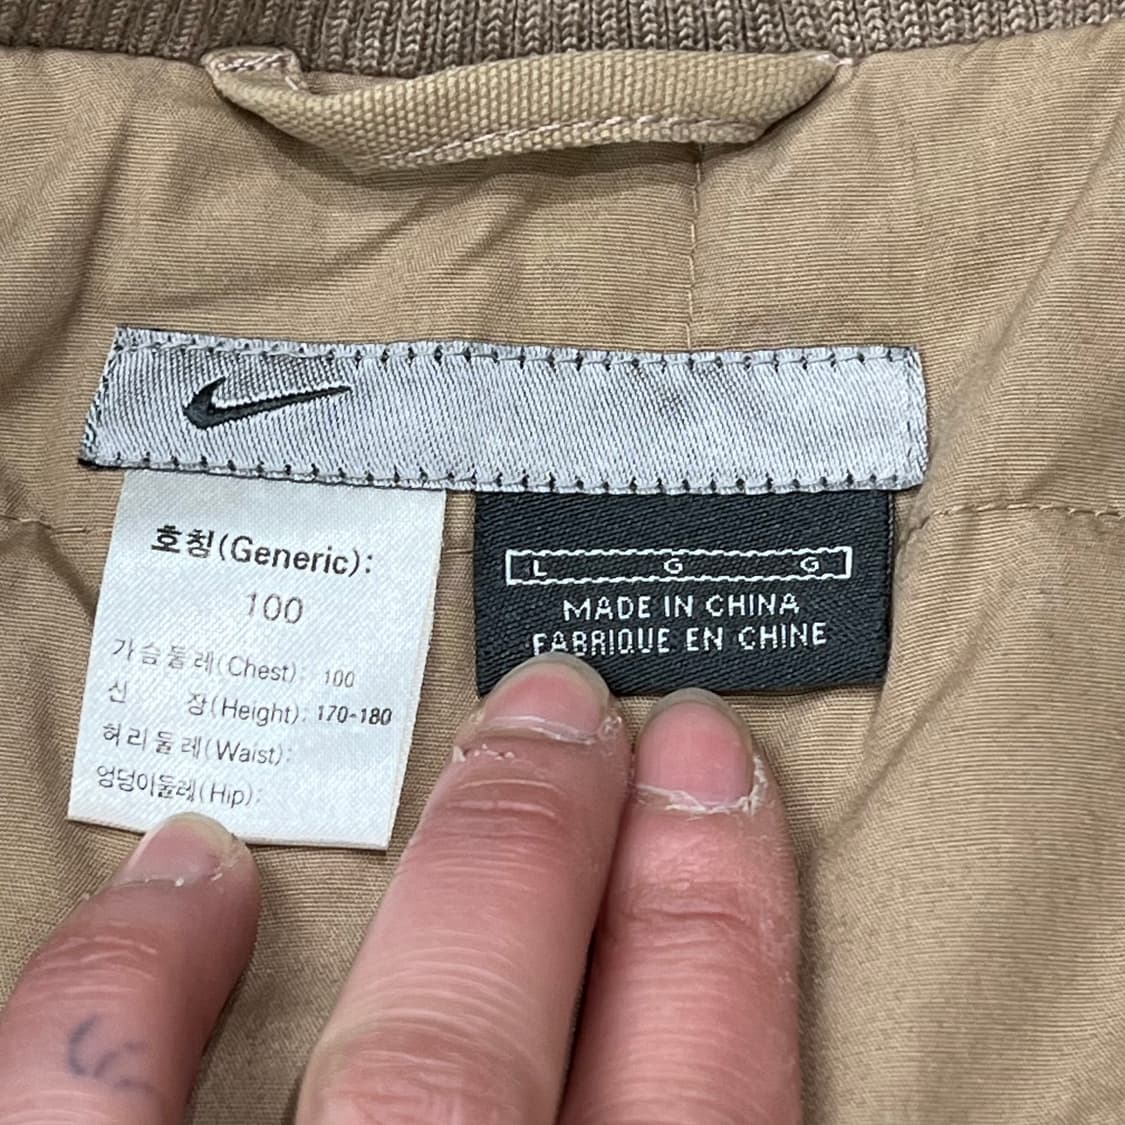 호칭(Generic):
100
가슴둘레(Chest): 100
신 장(Height): 170-180
허리둘레(Waist):
엉덩이둘레(Hip):
L G G
MADE IN CHINA
FABRIQUE EN CHINE